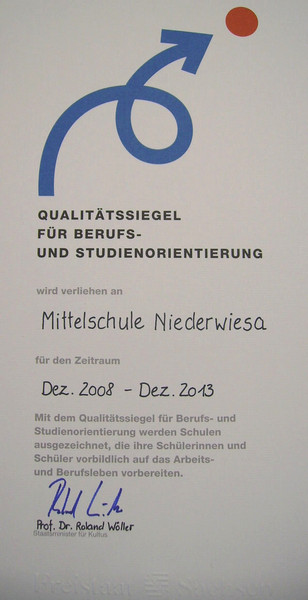 QUALITÄTSSIEGEL
FÜR BERUFS-
UND STUDIENORIENTIERUNG
wird verliehen an
Mittelschule Niederwiesa
für den Zeitraum
Dez. 2008 - Dez. 2013
Mit dem Qualitätssiegel für Berufs- und
Studienorientierung werden Schulen
ausgezeichnet, die ihre Schülerinnen und
Schüler vorbildlich auf das Arbeits-
und Berufsleben vorbereiten.
Prof. Dr. Roland Wöller
Staatsminister für Kultus
Freistaat Sachsen